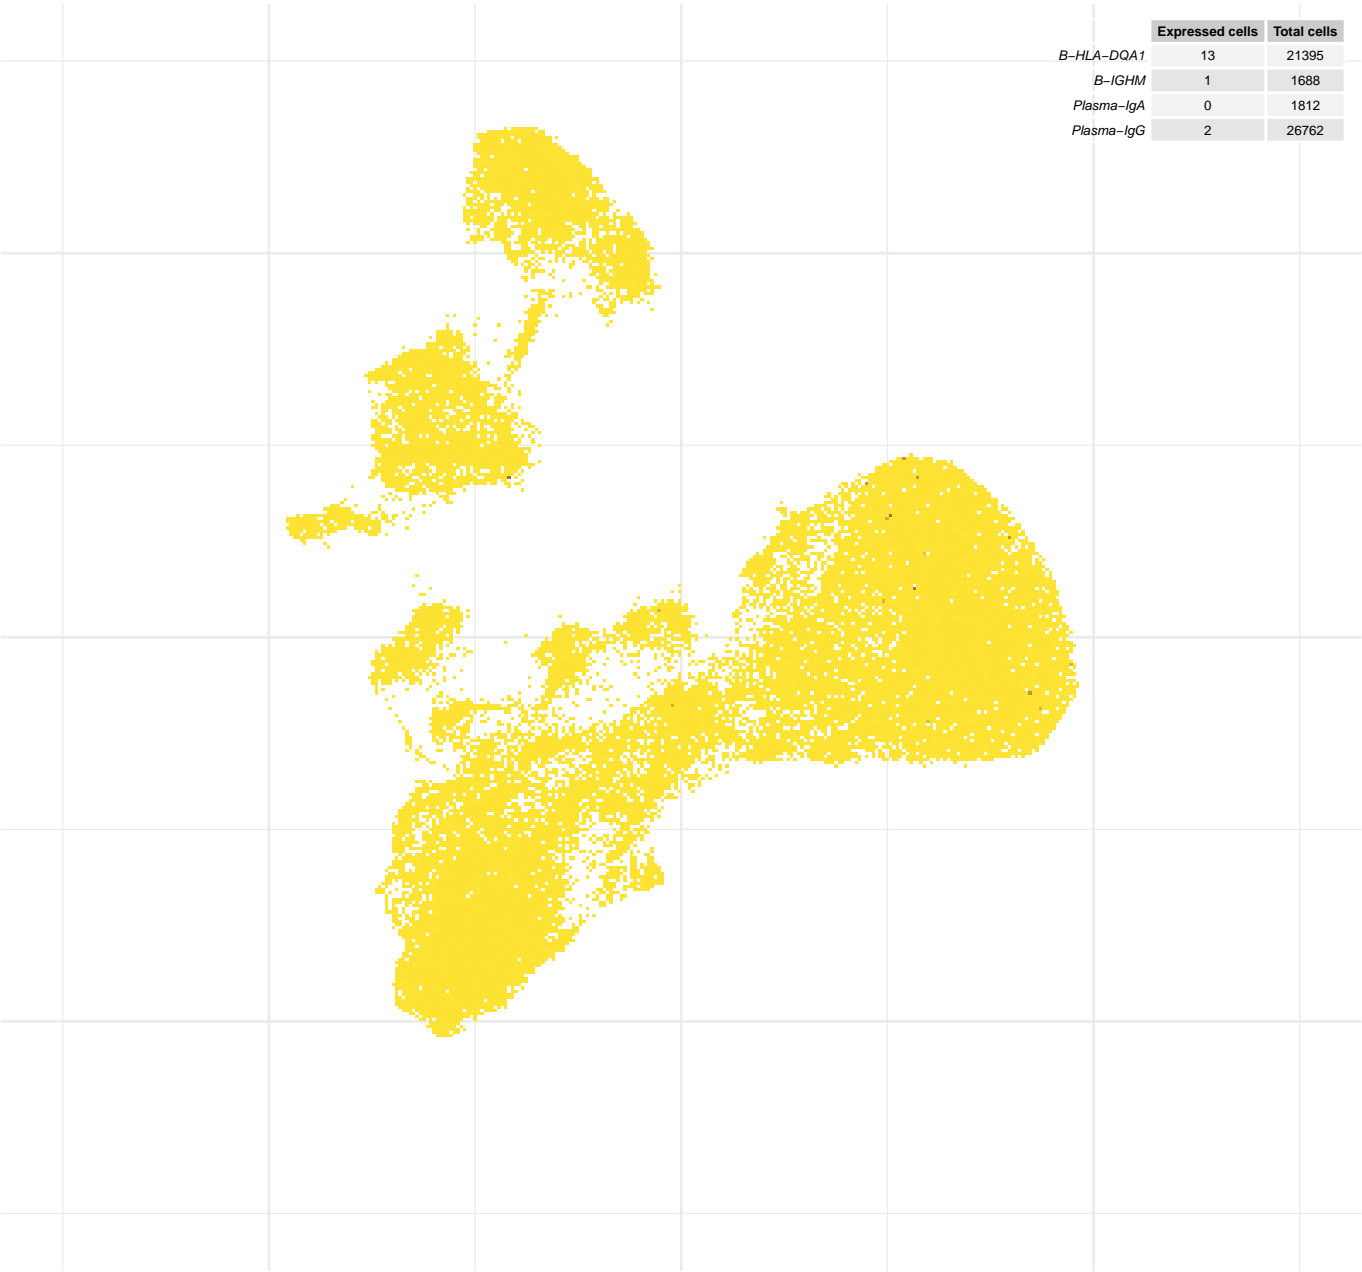 Expressed cells Total cells
B−HLA−DQA1 13 21395
B−IGHM 1 1688
Plasma−IgA 0 1812
Plasma−IgG 2 26762